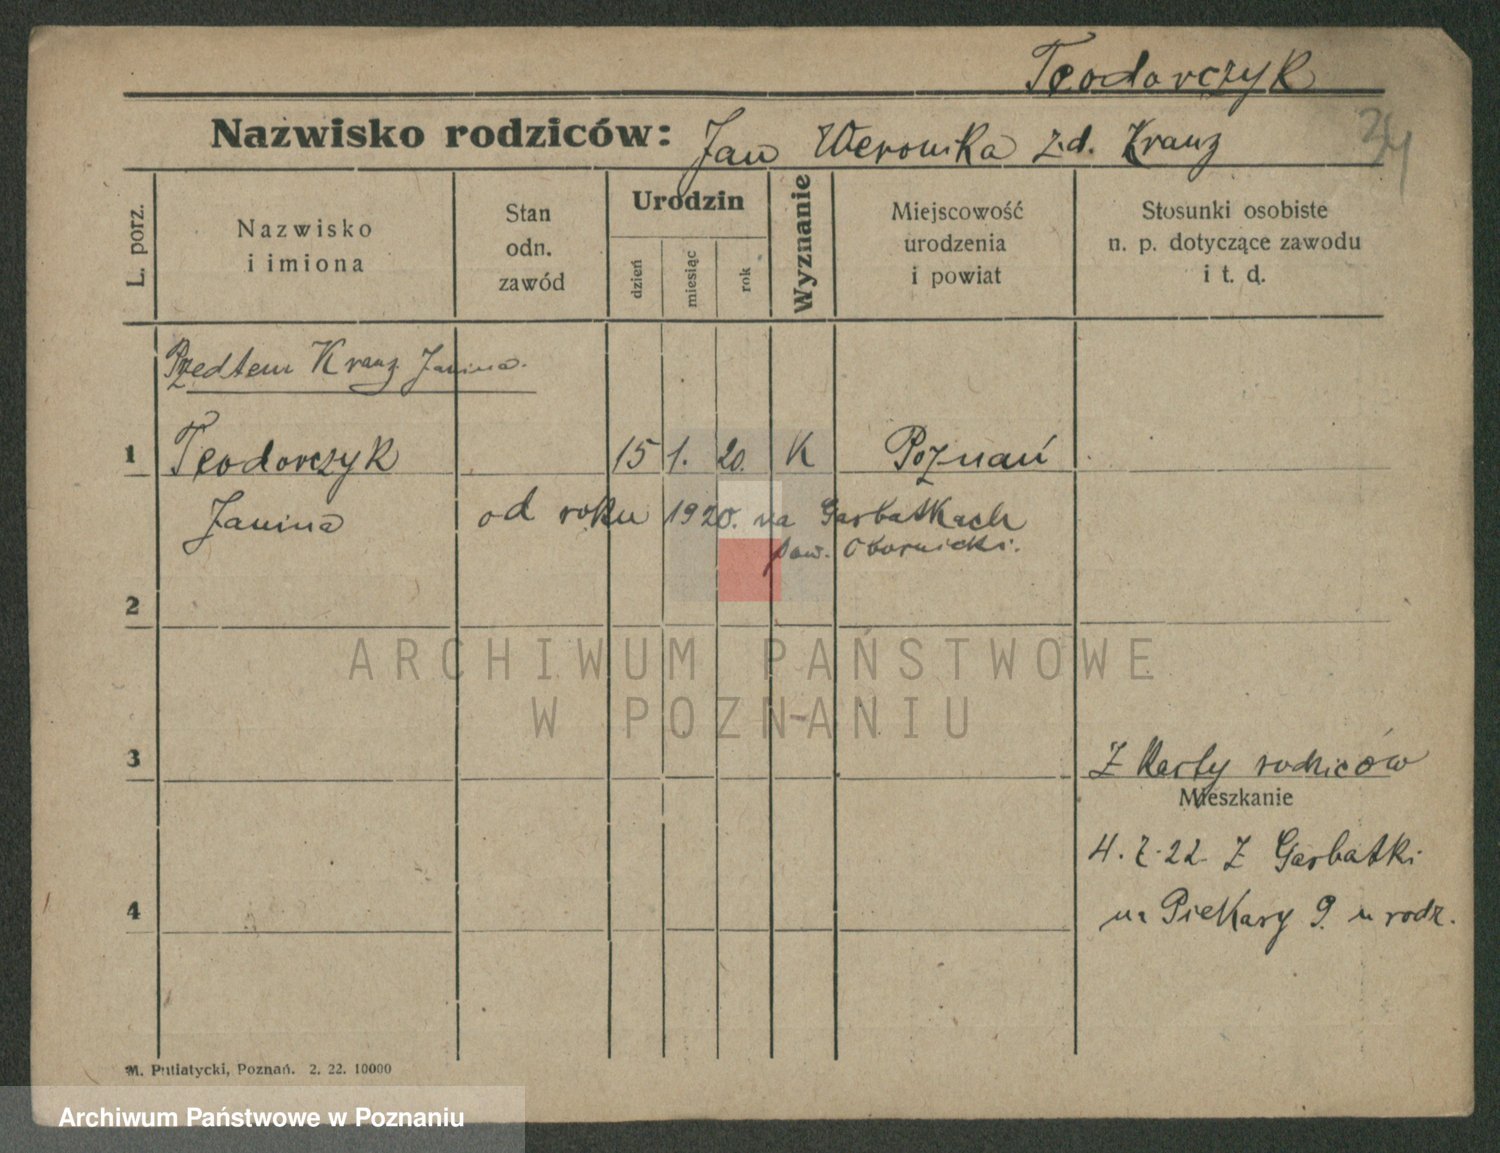 Teodorczyk
Nazwisko rodziców: Jan Weronika z.d. Kranz
24
L. porz.
Nazwisko
i imiona
Stan
odn.
zawód
Urodzin
dzień
miesiąc
rok
Wyznanie
Miejscowość
urodzenia
i powiat
Stosunki osobiste
n. p. dotyczące zawodu
i t. d.
Przedtem Kranz Janina.
1 Teodorczyk 15 1. 20. K Poznań
Janina od roku 1920. na Garbatkach
pow. Obornicki.
2
ARCHIWUM PAŃSTWOWE
W POZNANIU
3 Z Karty rodziców
Mieszkanie
4. 7. 22 Z Garbatki
4 na Piekary 9. u rodz.
M. Putiatycki, Poznań. 2. 22. 10000
Archiwum Państwowe w Poznaniu